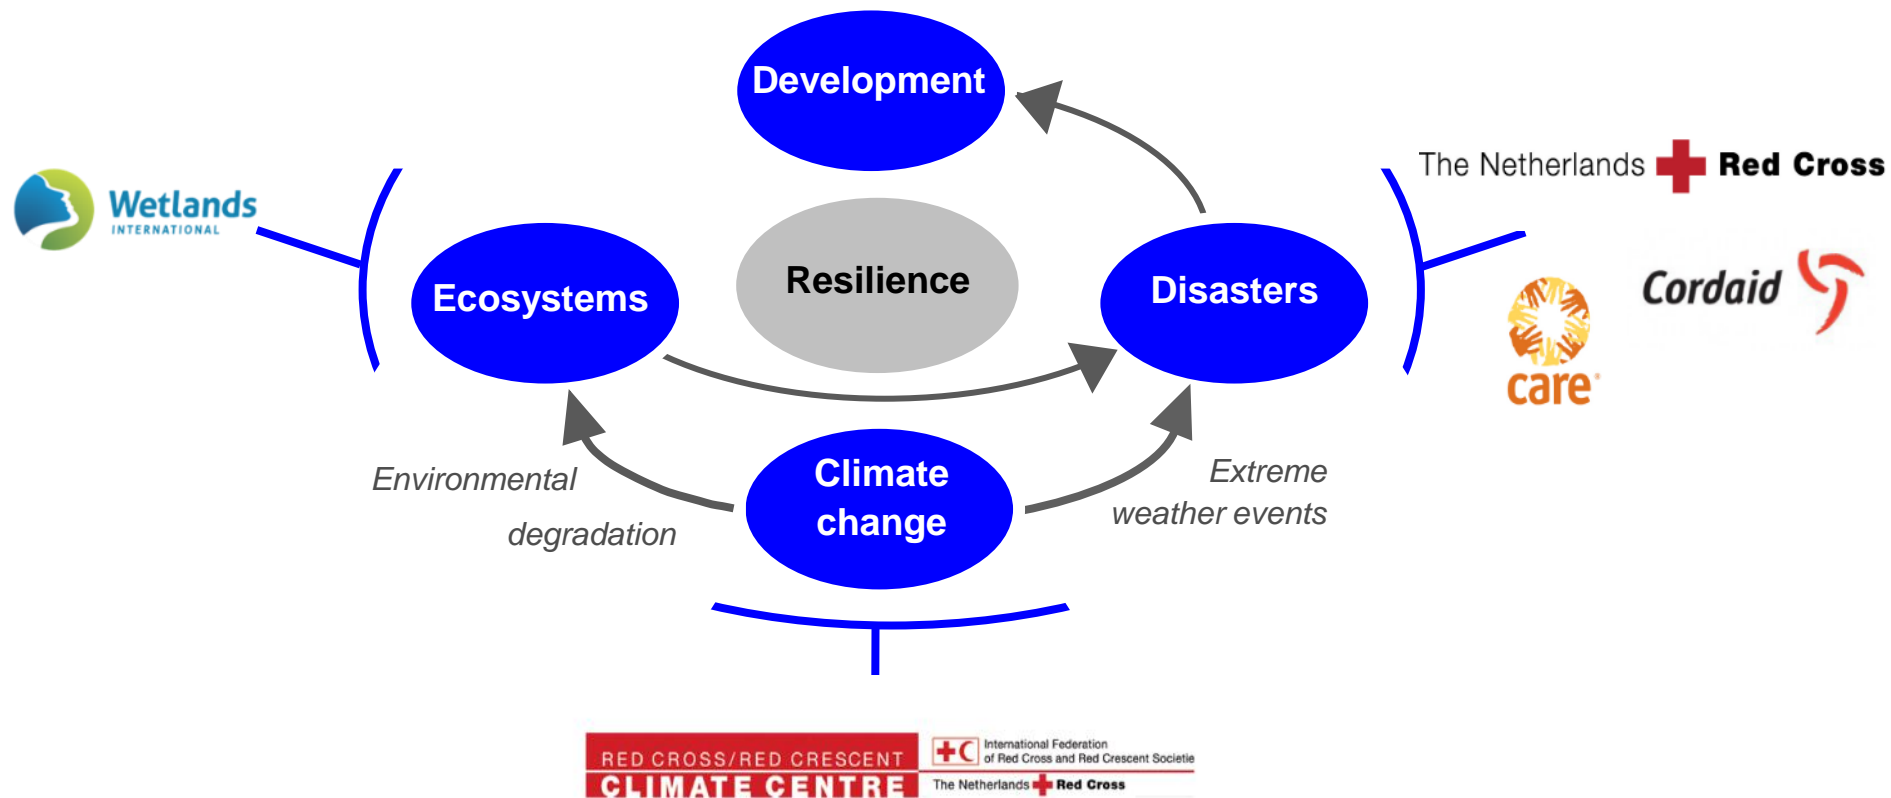 Development
The Netherlands Red Cross
Wetlands
INTERNATIONAL
Ecosystems
Resilience
Disasters
Cordaid
care®
Environmental
degradation
Climate
change
Extreme
weather events
RED CROSS/RED CRESCENT
CLIMATE CENTRE
International Federation
of Red Cross and Red Crescent Societie
The Netherlands Red Cross